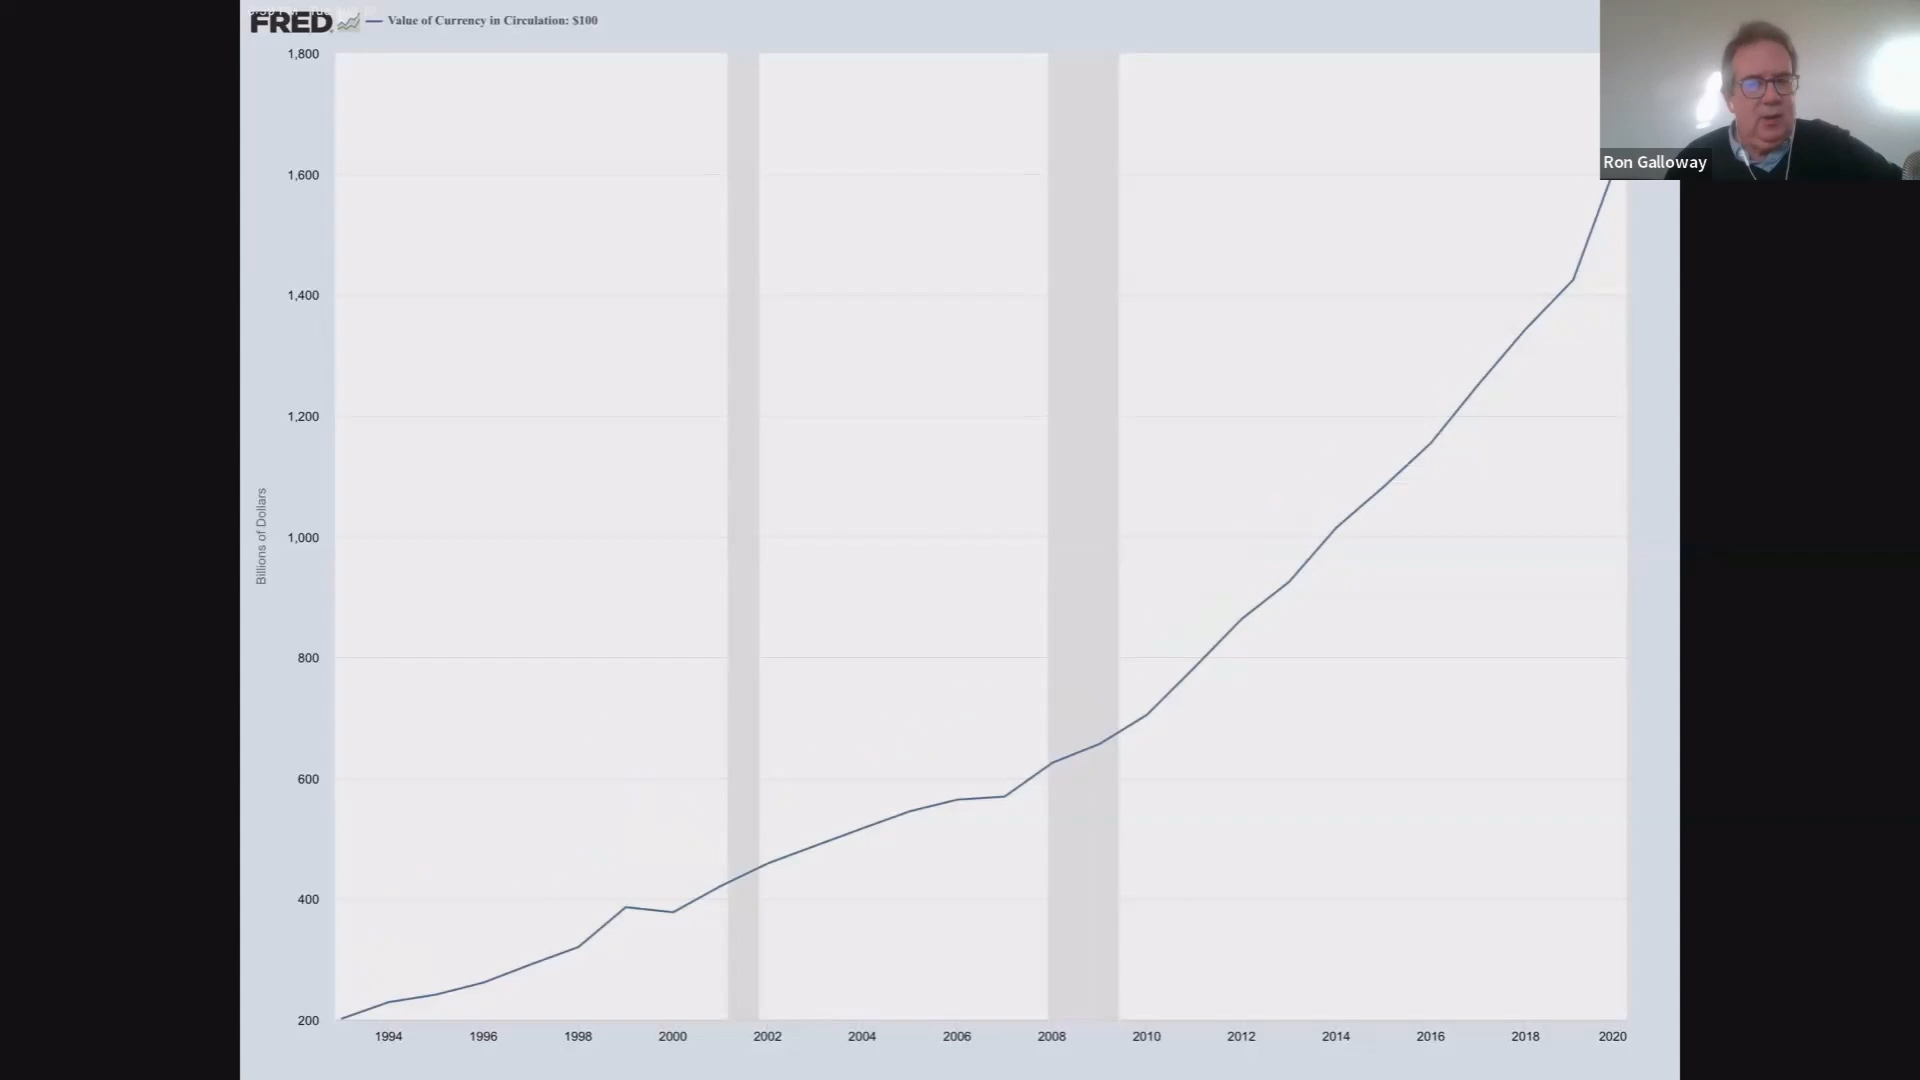 FRED
Value of Currency in Circulation: $100
1,800
1,600
1,400
1,200
1,000
800
600
400
200
Billions of Dollars
1994 1996 1998 2000 2002 2004 2006 2008 2010 2012 2014 2016 2018 2020
Ron Galloway